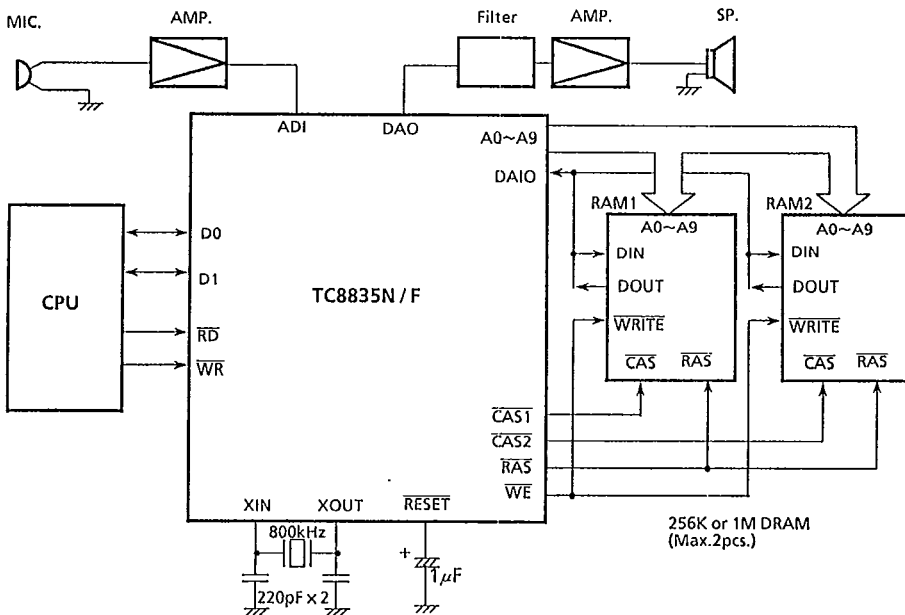 MIC.
AMP.
Filter
AMP.
SP.
ADI
DAO
A0~A9
DAIO
RAM1
RAM2
A0~A9
A0~A9
D0
D1
CPU
RD
WR
TC8835N / F
DIN
DOUT
WRITE
CAS
RAS
DIN
DOUT
WRITE
CAS
RAS
CAS1
CAS2
RAS
WE
XIN
XOUT
RESET
800kHz
220pF × 2
+
1μF
256K or 1M DRAM
(Max.2pcs.)